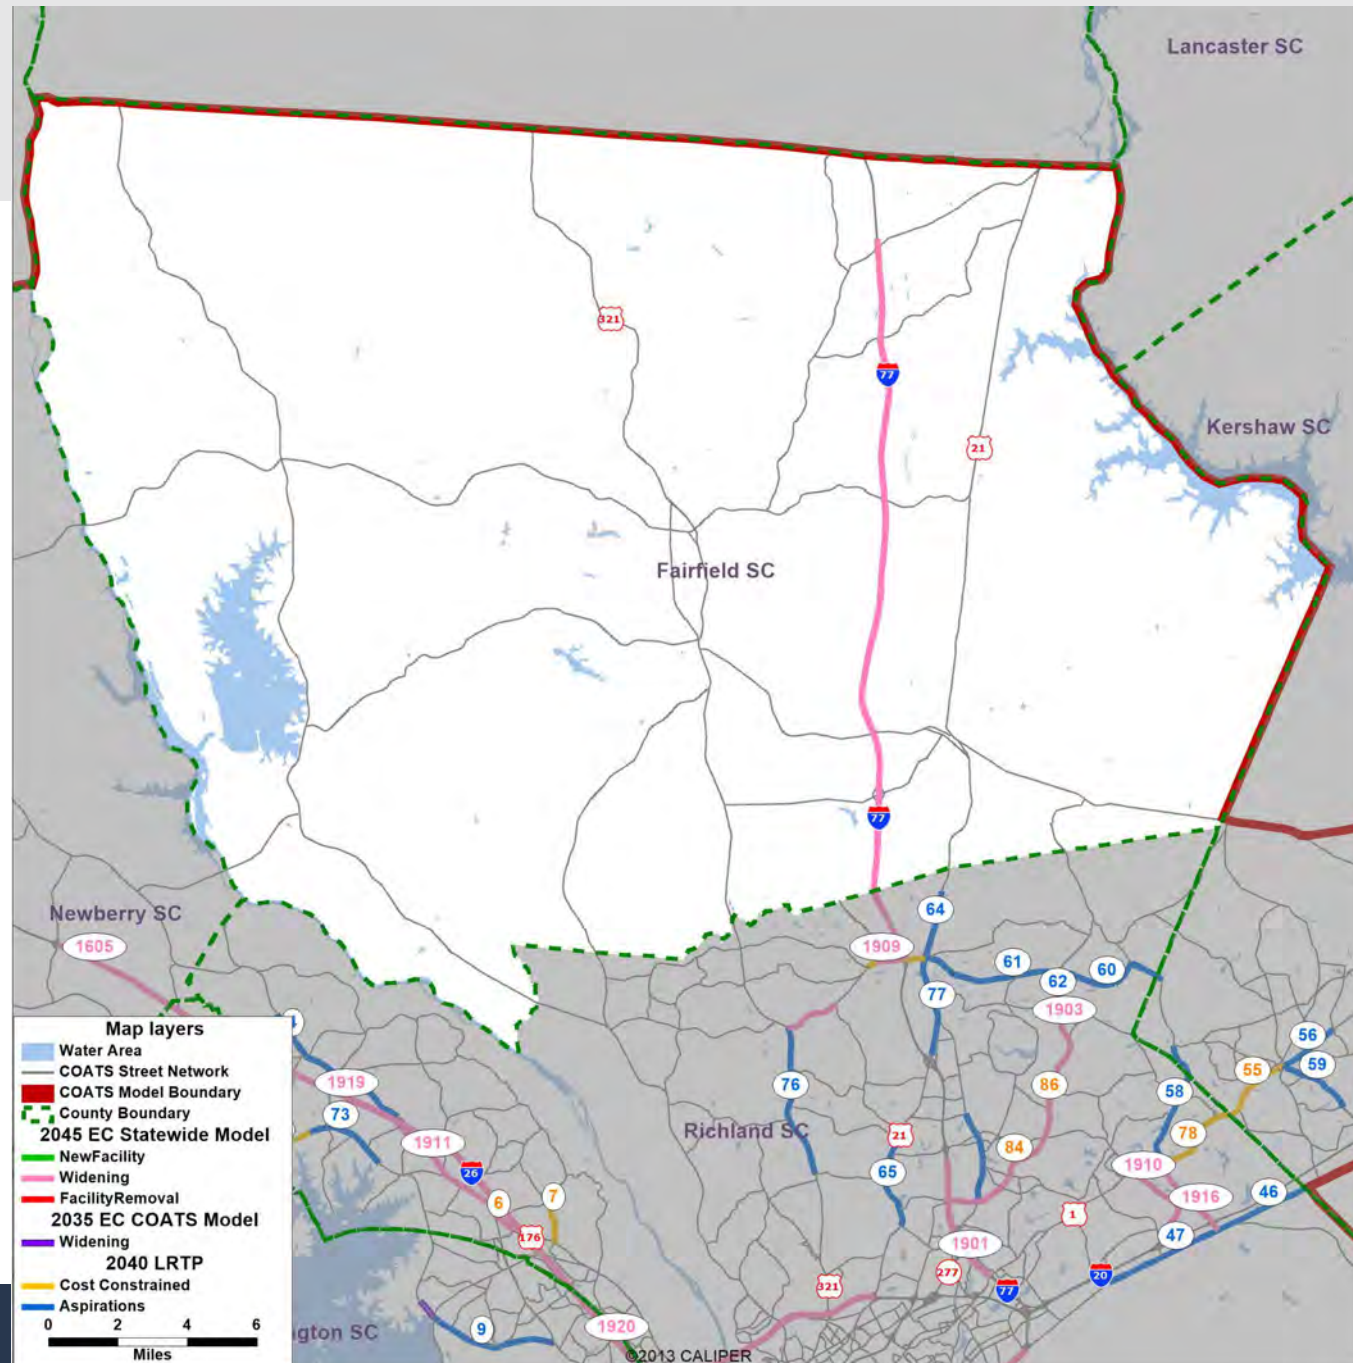 Lancaster SC
321
77
21
Kershaw SC
Fairfield SC
77
Newberry SC
1605
64
1909
61
62
60
77
1903
56
55
59
1919
73
76
86
58
1911
Richland SC
21
84
78
26
65
1910
6
7
1916
46
1
176
47
1901
277
20
321
77
9
1920
gton SC
©2013 CALIPER
Map layers
Water Area
COATS Street Network
COATS Model Boundary
County Boundary
2045 EC Statewide Model
NewFacility
Widening
FacilityRemoval
2035 EC COATS Model
Widening
2040 LRTP
Cost Constrained
Aspirations
0 2 4 6
Miles